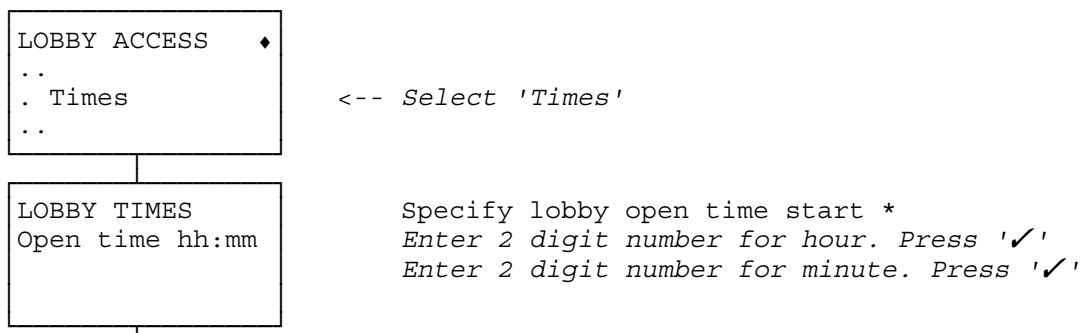 LOBBY ACCESS ♦
..
. Times <-- Select 'Times'
..
LOBBY TIMES Specify lobby open time start *
Open time hh:mm Enter 2 digit number for hour. Press '✓'
Enter 2 digit number for minute. Press '✓'